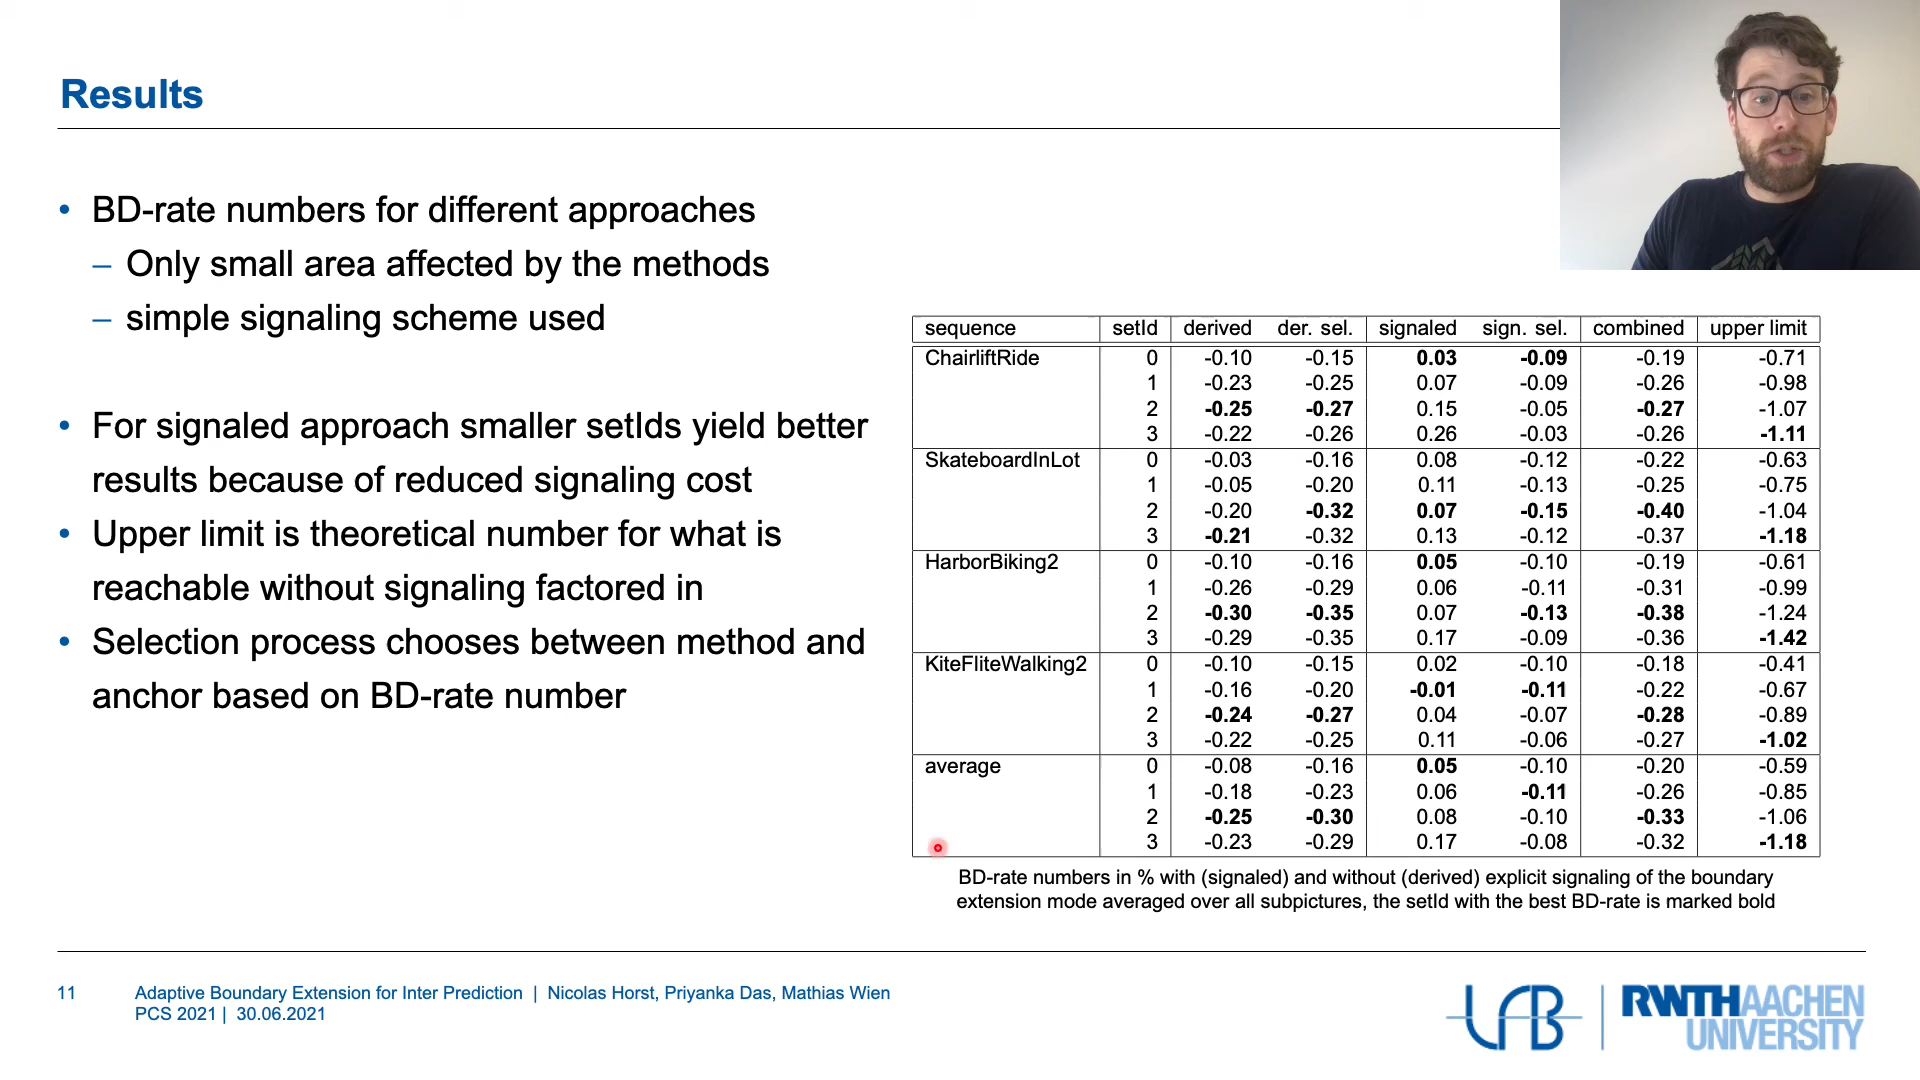 Results
• BD-rate numbers for different approaches
– Only small area affected by the methods
– simple signaling scheme used
• For signaled approach smaller setIds yield better
results because of reduced signaling cost
• Upper limit is theoretical number for what is
reachable without signaling factored in
• Selection process chooses between method and
anchor based on BD-rate number
sequence setId derived der. sel. signaled sign. sel. combined upper limit
ChairliftRide 0 -0.10 -0.15 0.03 -0.09 -0.19 -0.71
1 -0.23 -0.25 0.07 -0.09 -0.26 -0.98
2 -0.25 -0.27 0.15 -0.05 -0.27 -1.07
3 -0.22 -0.26 0.26 -0.03 -0.26 -1.11
SkateboardInLot 0 -0.03 -0.16 0.08 -0.12 -0.22 -0.63
1 -0.05 -0.20 0.11 -0.13 -0.25 -0.75
2 -0.20 -0.32 0.07 -0.15 -0.40 -1.04
3 -0.21 -0.32 0.13 -0.12 -0.37 -1.18
HarborBiking2 0 -0.10 -0.16 0.05 -0.10 -0.19 -0.61
1 -0.26 -0.29 0.06 -0.11 -0.31 -0.99
2 -0.30 -0.35 0.07 -0.13 -0.38 -1.24
3 -0.29 -0.35 0.17 -0.09 -0.36 -1.42
KiteFliteWalking2 0 -0.10 -0.15 0.02 -0.10 -0.18 -0.41
1 -0.16 -0.20 -0.01 -0.11 -0.22 -0.67
2 -0.24 -0.27 0.04 -0.07 -0.28 -0.89
3 -0.22 -0.25 0.11 -0.06 -0.27 -1.02
average 0 -0.08 -0.16 0.05 -0.10 -0.20 -0.59
1 -0.18 -0.23 0.06 -0.11 -0.26 -0.85
2 -0.25 -0.30 0.08 -0.10 -0.33 -1.06
3 -0.23 -0.29 0.17 -0.08 -0.32 -1.18
BD-rate numbers in % with (signaled) and without (derived) explicit signaling of the boundary
extension mode averaged over all subpictures, the setId with the best BD-rate is marked bold
11 Adaptive Boundary Extension for Inter Prediction | Nicolas Horst, Priyanka Das, Mathias Wien
PCS 2021 | 30.06.2021
LFB
RWTHAACHEN
UNIVERSITY